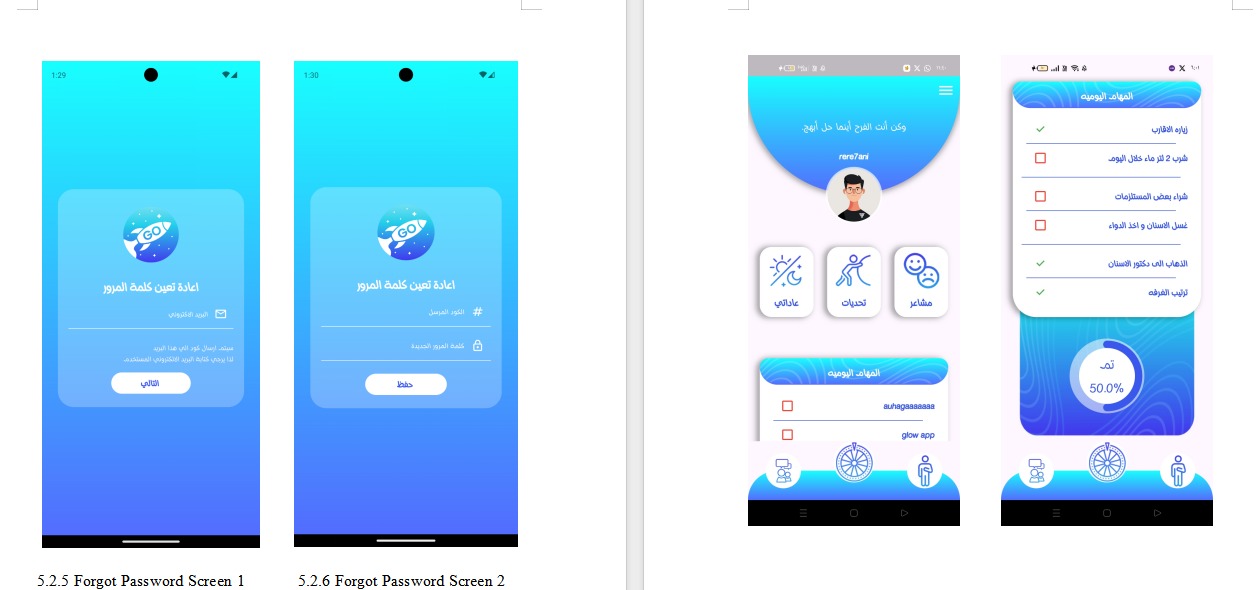 1:29
GO
اعادة تعين كلمة المرور
البريد الالكتروني
سيتم ارسال كود الى هذا البريد
لذا يرجى كتابة البريد الالكتروني المستخدم.
التالي
5.2.5 Forgot Password Screen 1
1:30
GO
اعادة تعين كلمة المرور
الكود المرسل
#
كلمة المرور الجديدة
حفظ
5.2.6 Forgot Password Screen 2
وكن أنت الفرح أينما حل أبهج.
rere7ani
مشاعر
تحديات
عاداتي
المهام اليوميه
auhagaaaaaaa
glow app
المهام اليوميه
زياره الاقارب
شرب 2 لتر ماء خلال اليوم
شراء بعض المستلزمات
غسل الاسنان و اخذ الدواء
الذهاب الى دكتور الاسنان
ترتيب الغرفه
تم
50.0%